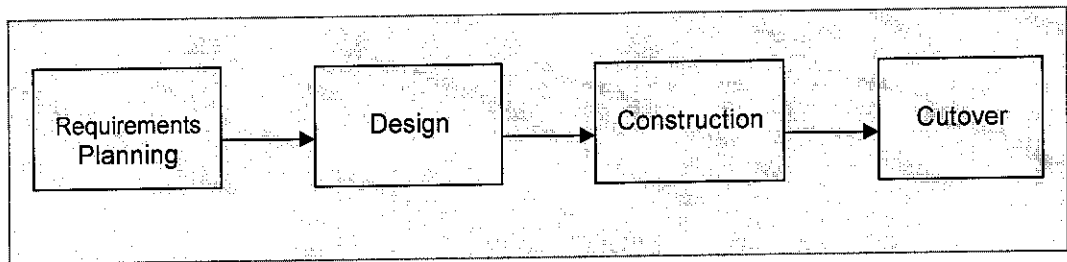 Requirements
Planning
Design
Construction
Cutover